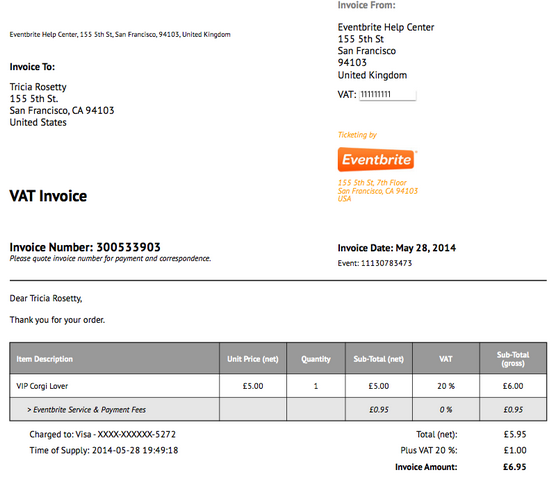 Invoice From:
Eventbrite Help Center, 155 5th St, San Francisco, 94103, United Kingdom
Eventbrite Help Center
155 5th St
San Francisco
94103
United Kingdom
VAT: 111111111
Invoice To:
Tricia Rosetty
155 5th St.
San Francisco, CA 94103
United States
Ticketing by
Eventbrite
155 5th St, 7th Floor
San Francisco, CA 94103
USA
VAT Invoice
Invoice Number: 300533903
Please quote invoice number for payment and correspondence.
Invoice Date: May 28, 2014
Event: 11130783473
Dear Tricia Rosetty,
Thank you for your order.
Item Description Unit Price (net) Quantity Sub-Total (net) VAT Sub-Total (gross)
VIP Corgi Lover £5.00 1 £5.00 20 % £6.00
> Eventbrite Service & Payment Fees £0.95 0 % £0.95
Charged to: Visa - XXXX-XXXXXX-5272
Time of Supply: 2014-05-28 19:49:18
Total (net): £5.95
Plus VAT 20 %: £1.00
Invoice Amount: £6.95